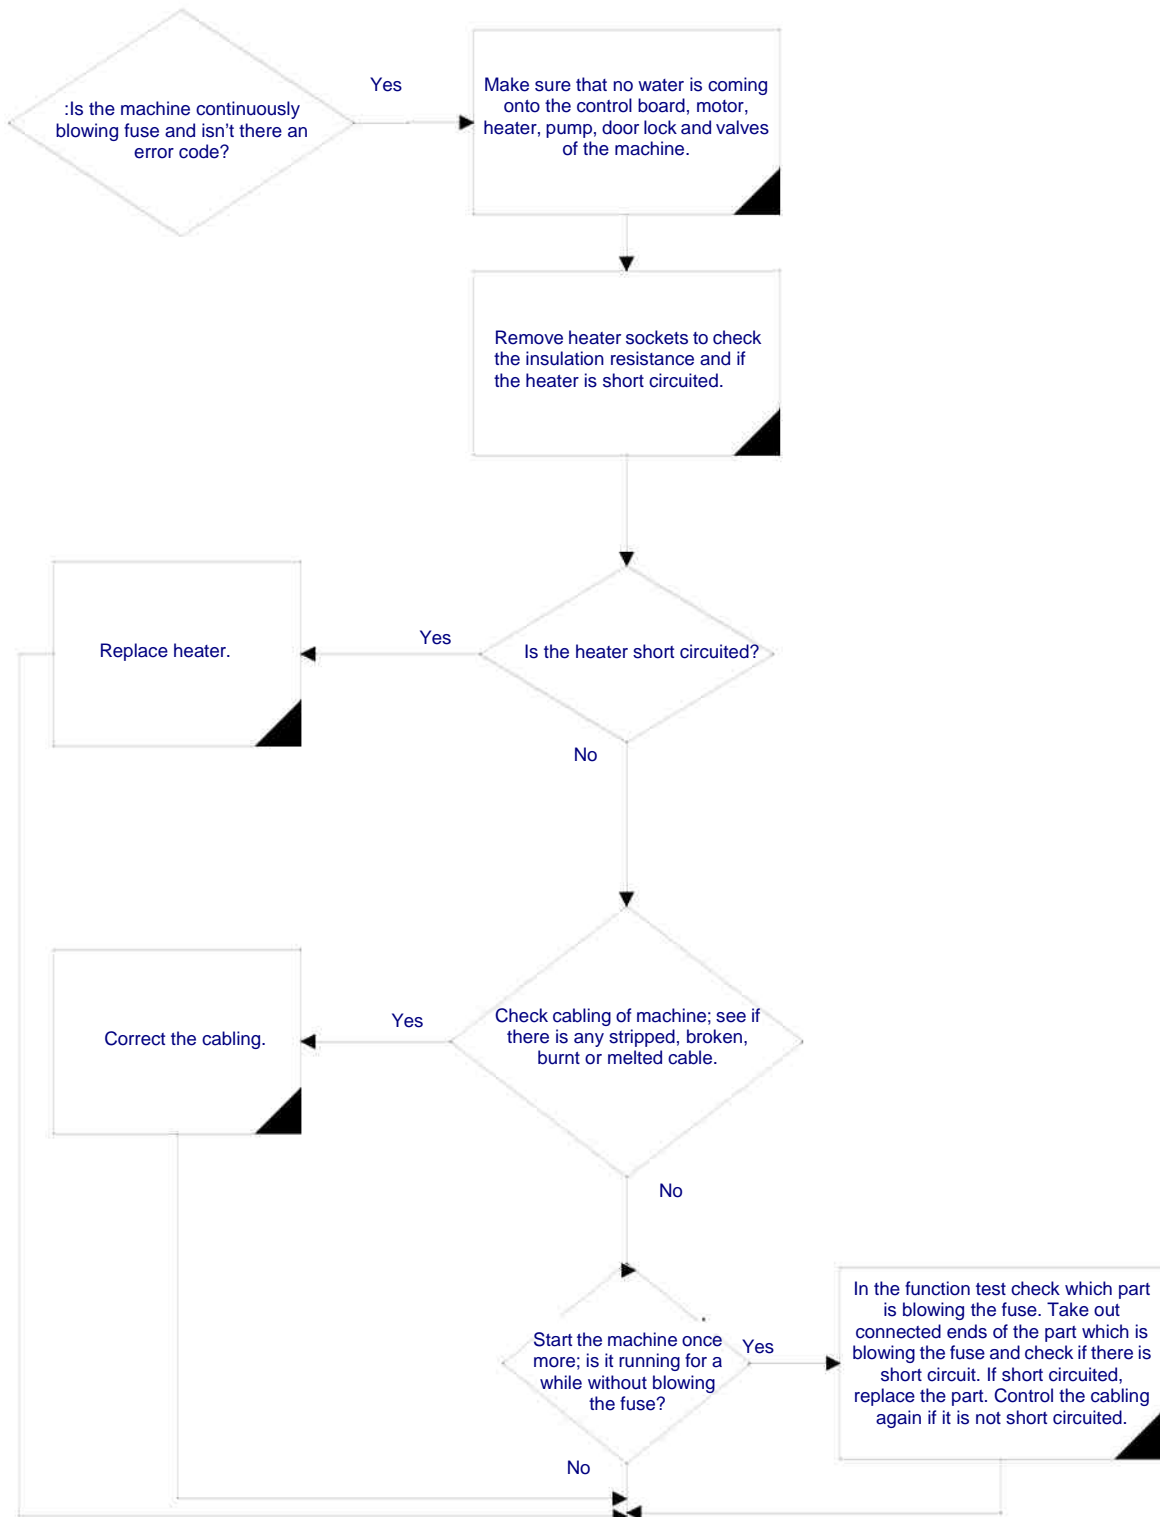 :Is the machine continuously
blowing fuse and isn’t there an
error code?
Yes
Make sure that no water is coming
onto the control board, motor,
heater, pump, door lock and valves
of the machine.
Remove heater sockets to check
the insulation resistance and if
the heater is short circuited.
Replace heater.
Yes
Is the heater short circuited?
No
Correct the cabling.
Yes
Check cabling of machine; see if
there is any stripped, broken,
burnt or melted cable.
No
Start the machine once
more; is it running for a
while without blowing
the fuse?
Yes
In the function test check which part
is blowing the fuse. Take out
connected ends of the part which is
blowing the fuse and check if there is
short circuit. If short circuited,
replace the part. Control the cabling
again if it is not short circuited.
No